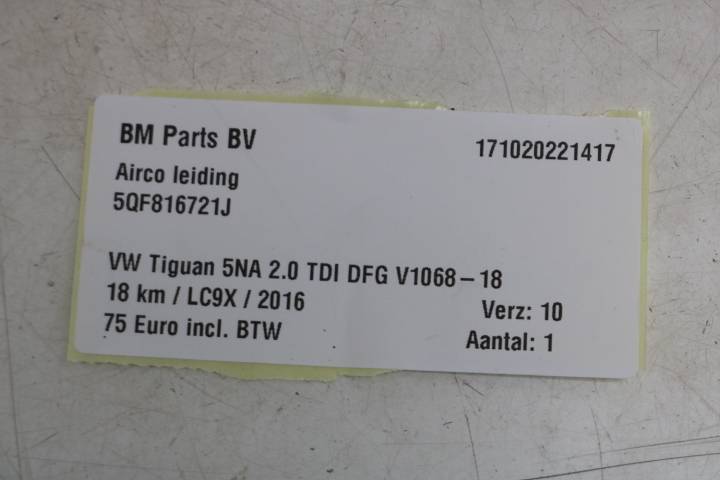 BM Parts BV 171020221417
Airco leiding
5QF816721J
VW Tiguan 5NA 2.0 TDI DFG V1068-18
18 km / LC9X / 2016 Verz: 10
75 Euro incl. BTW Aantal: 1